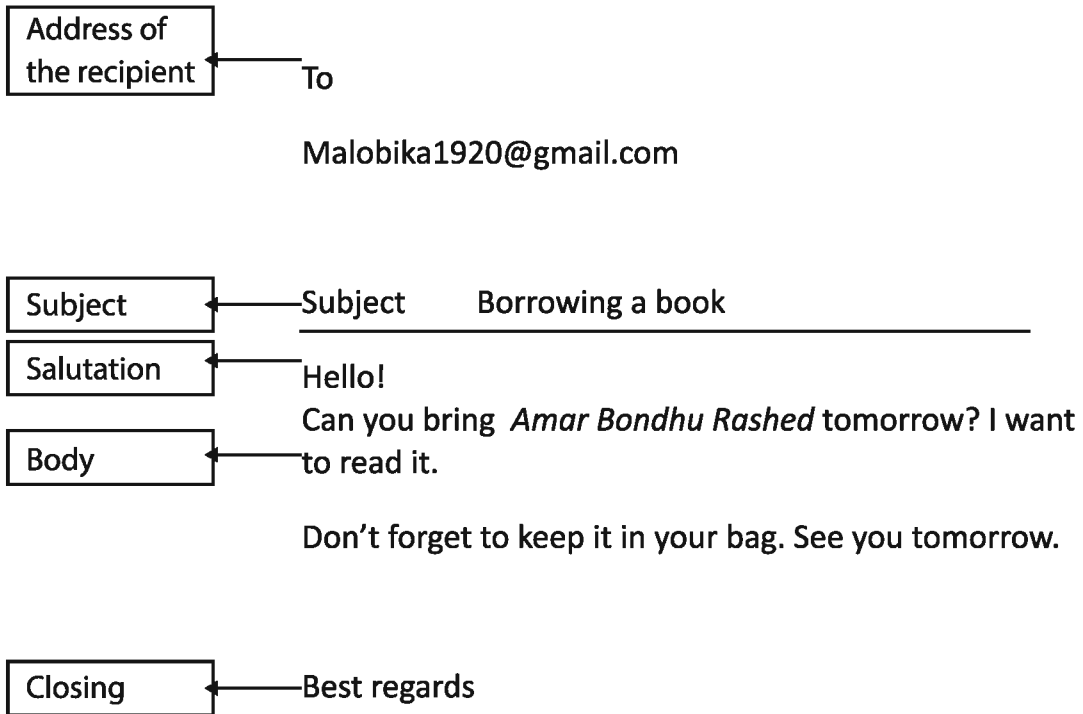 Address of
the recipient
To
Malobika1920@gmail.com
Subject
Subject Borrowing a book
Salutation
Hello!
Can you bring Amar Bondhu Rashed tomorrow? I want
Body
to read it.
Don't forget to keep it in your bag. See you tomorrow.
Closing
Best regards